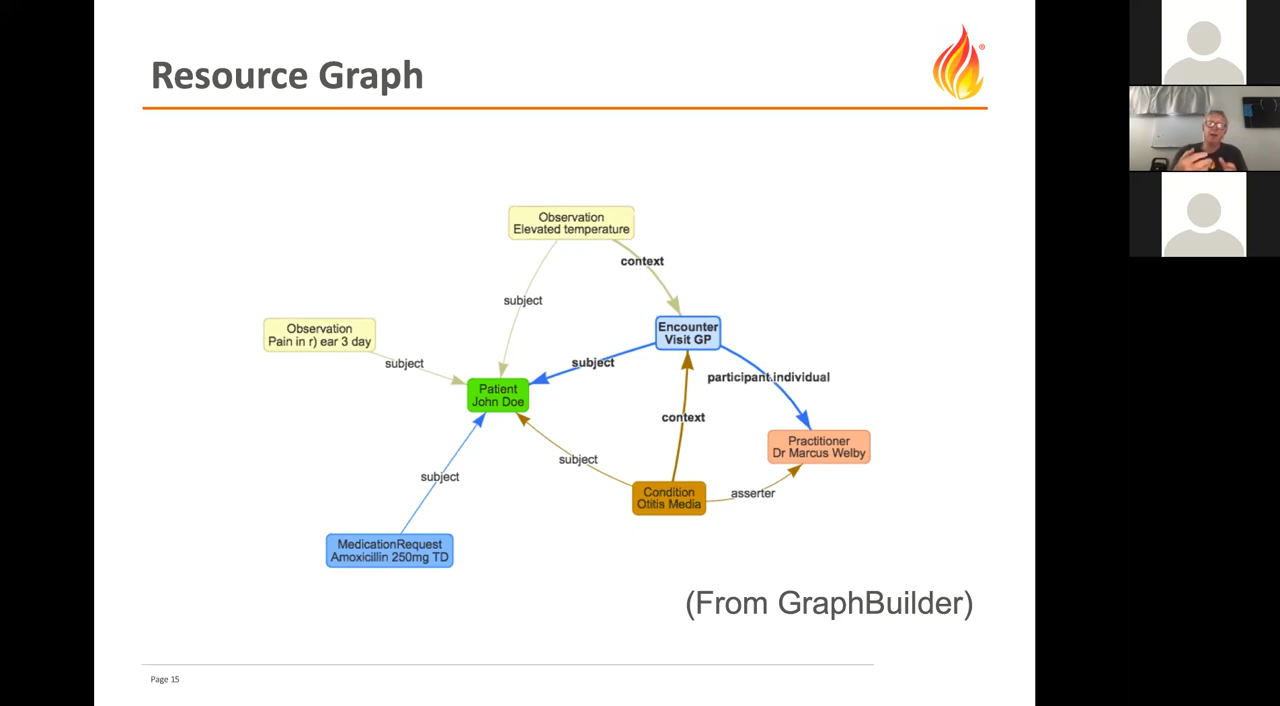 Resource Graph
®
Observation
Elevated temperature
context
subject
Observation
Pain in r) ear 3 day
subject
Encounter
Visit GP
subject
participant.individual
Patient
John Doe
context
Practitioner
Dr Marcus Welby
subject
subject
Condition
Otitis Media
asserter
MedicationRequest
Amoxicillin 250mg TD
(From GraphBuilder)
Page 15